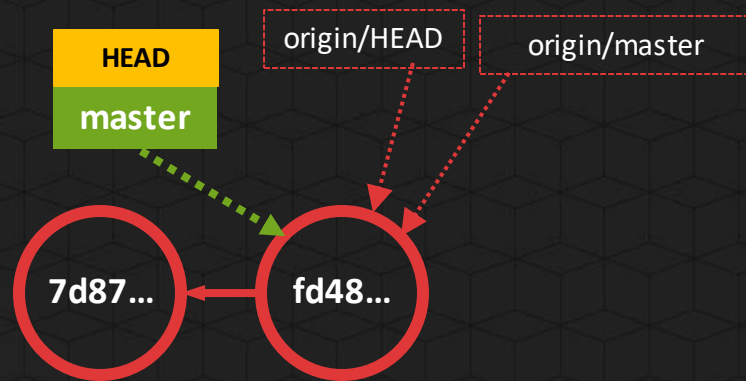 HEAD
master
origin/HEAD
origin/master
7d87...
fd48...